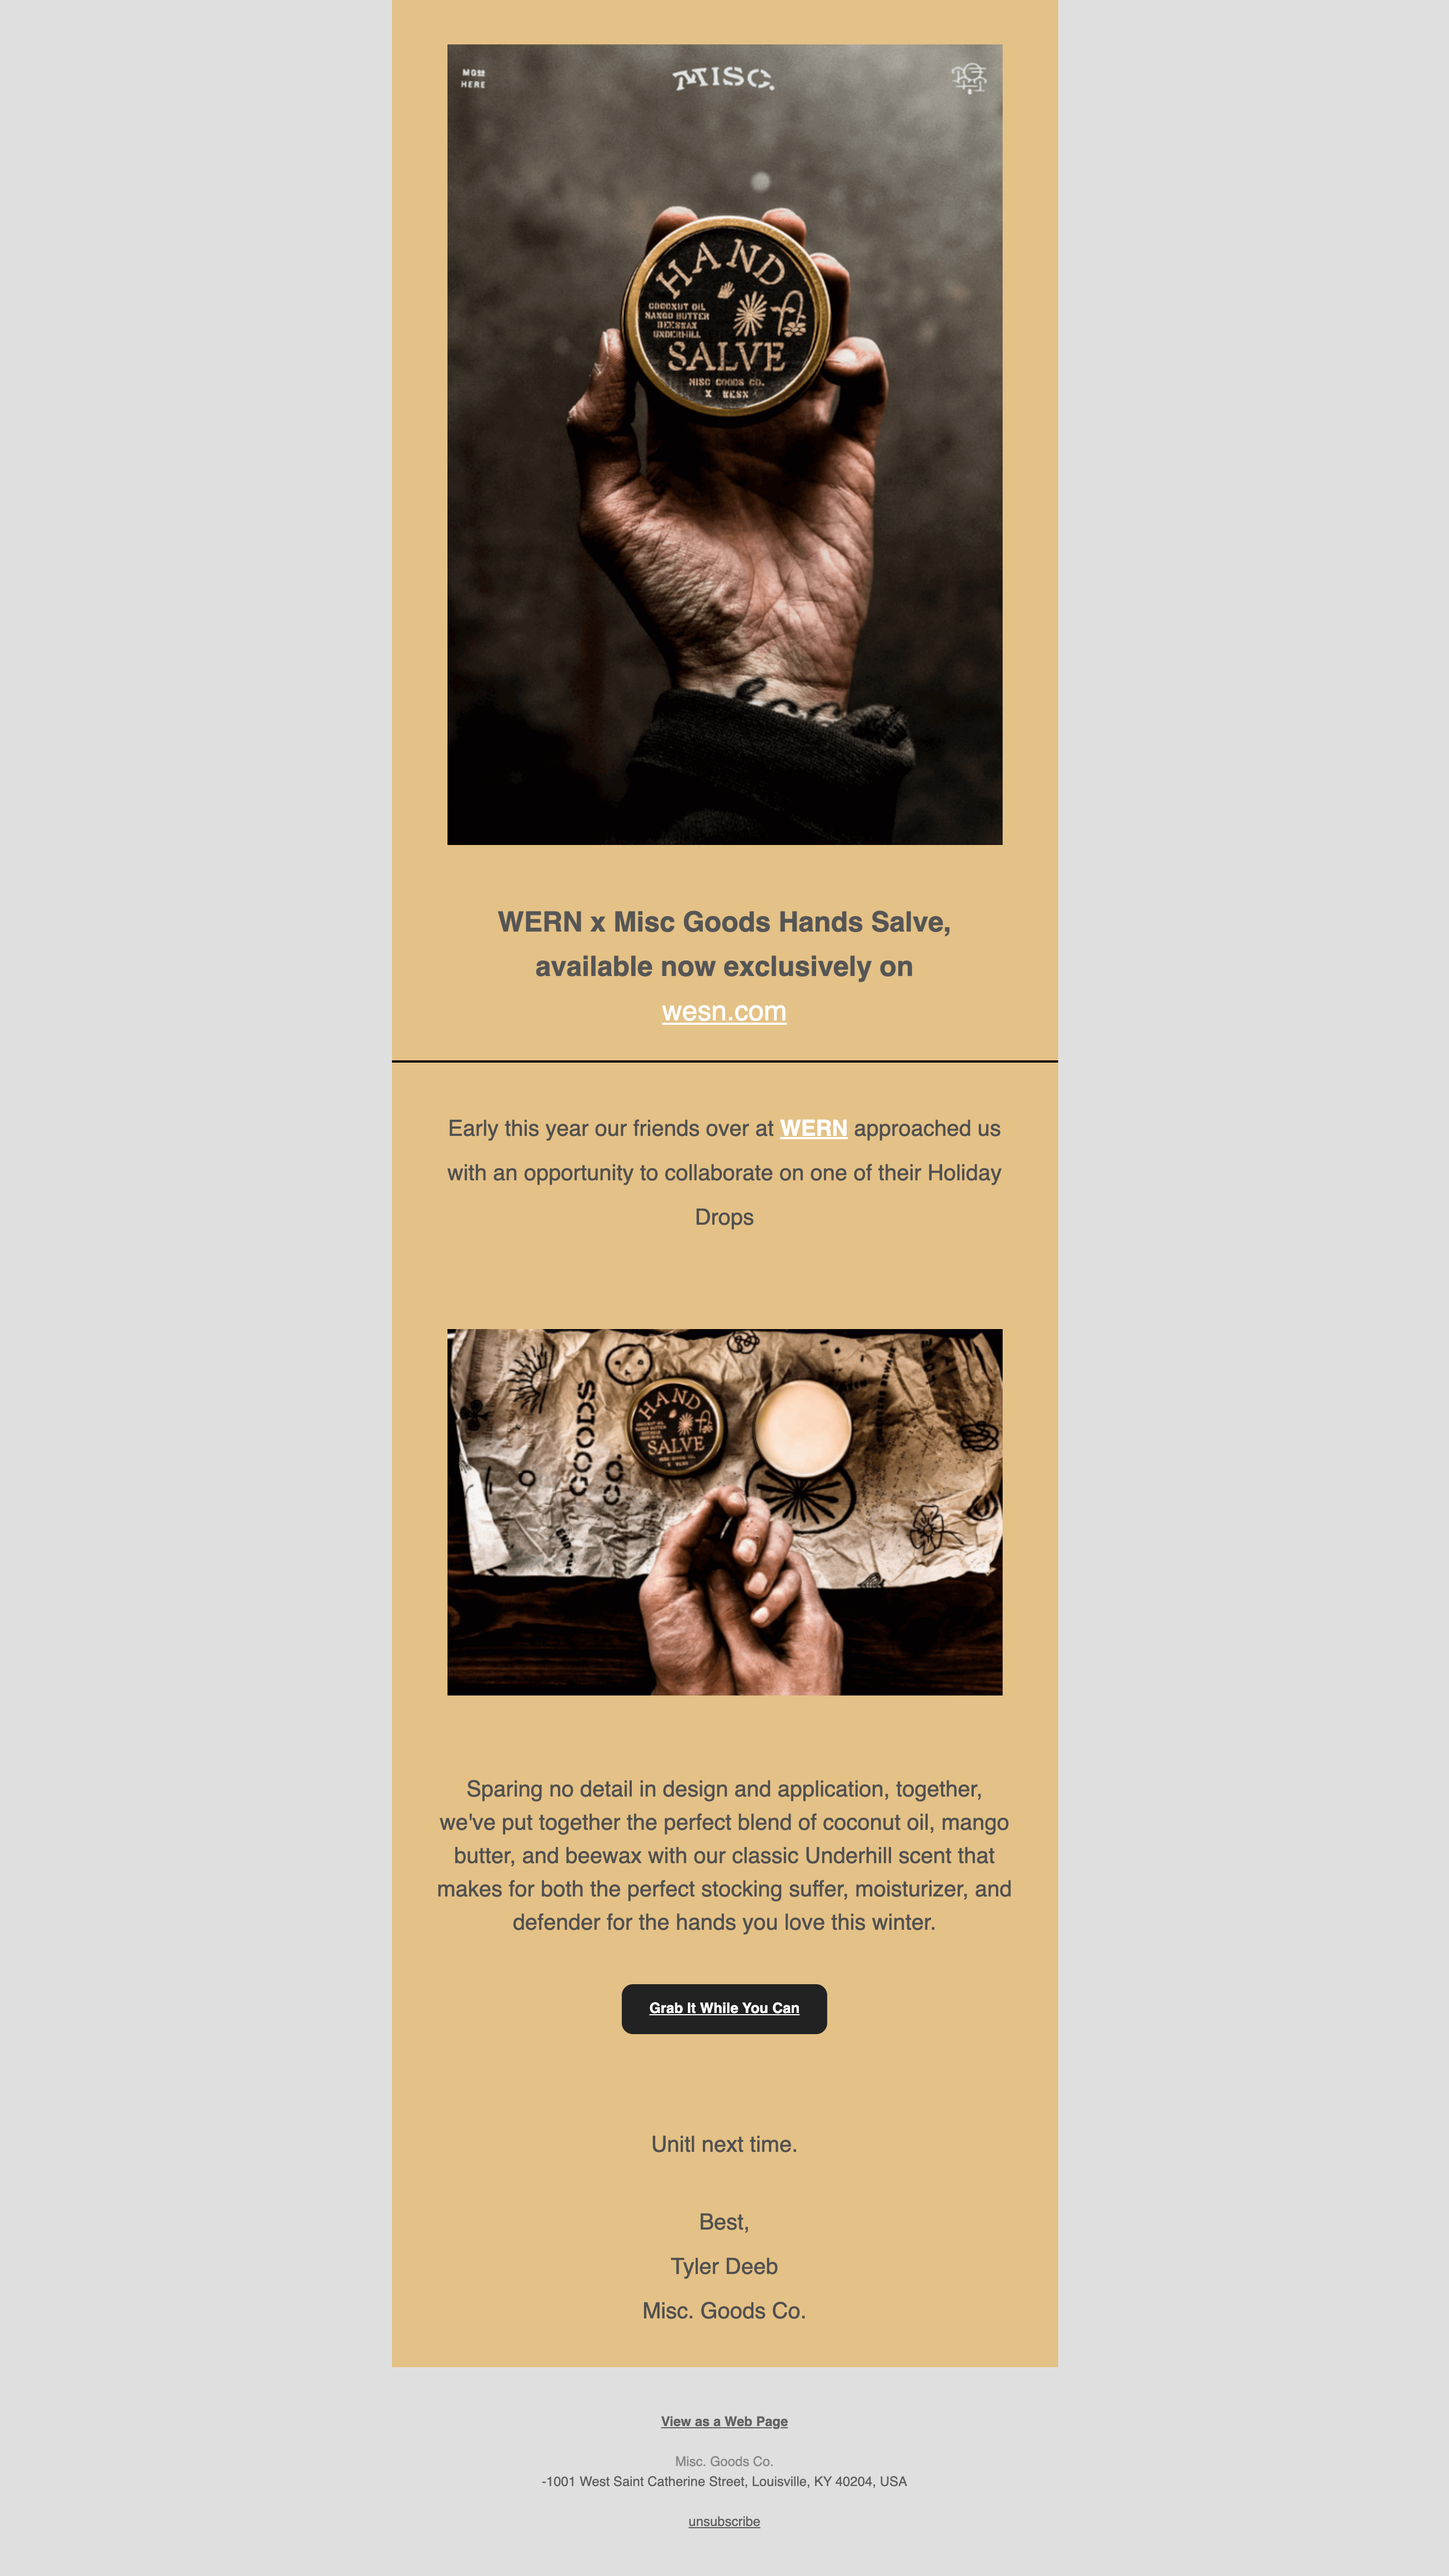 MG
HERE
MISC.
HAND
COCONUT OIL
MANGO BUTTER
BEESWAX
UNDERHILL
SALVE
MISC GOODS CO.
X WESN
WERN x Misc Goods Hands Salve,
available now exclusively on
wesn.com
Early this year our friends over at WERN approached us
with an opportunity to collaborate on one of their Holiday
Drops
GOODS
CO.
HAND
SALVE
Sparing no detail in design and application, together,
we've put together the perfect blend of coconut oil, mango
butter, and beewax with our classic Underhill scent that
makes for both the perfect stocking suffer, moisturizer, and
defender for the hands you love this winter.
Grab It While You Can
Unitl next time.
Best,
Tyler Deeb
Misc. Goods Co.
View as a Web Page
Misc. Goods Co.
-1001 West Saint Catherine Street, Louisville, KY 40204, USA
unsubscribe